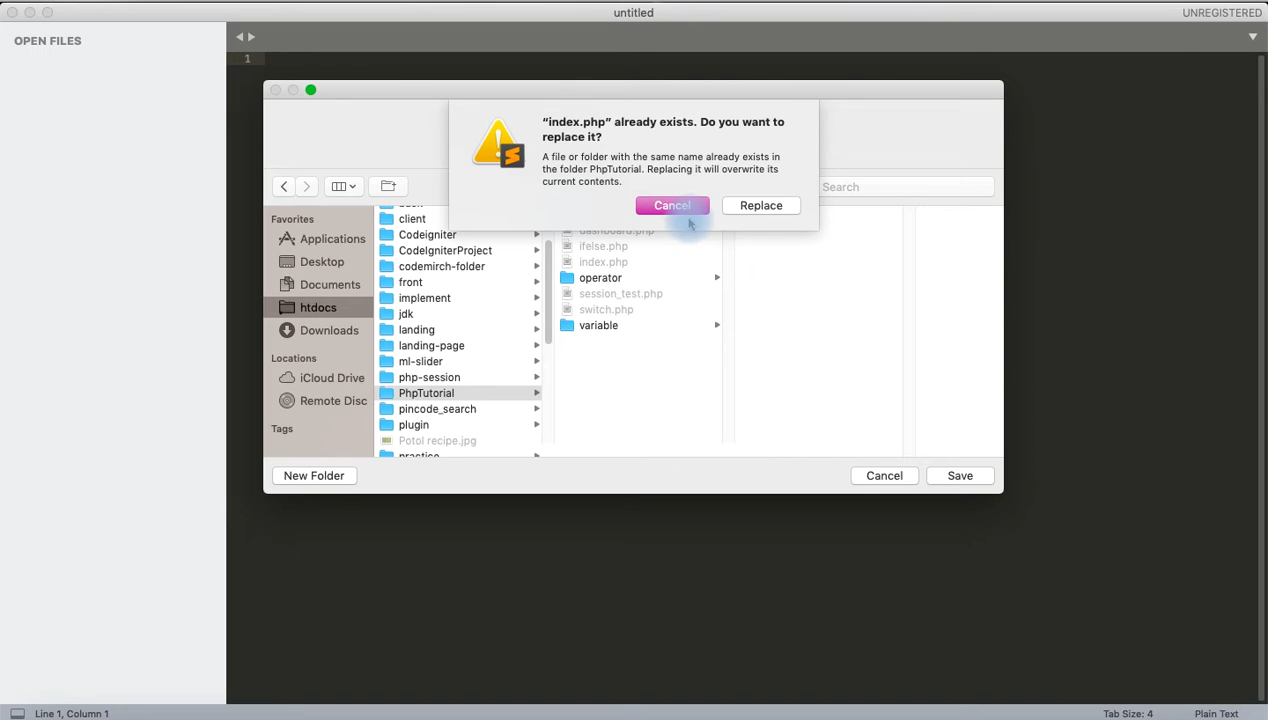 untitled
UNREGISTERED
OPEN FILES
1
“index.php” already exists. Do you want to
replace it?
A file or folder with the same name already exists in
the folder PhpTutorial. Replacing it will overwrite its
current contents.
Cancel
Replace
Search
Favorites
Applications
Desktop
Documents
htdocs
Downloads
Locations
iCloud Drive
Remote Disc
Tags
client
Codeigniter
CodeIgniterProject
codemirch-folder
front
implement
jdk
landing
landing-page
ml-slider
php-session
PhpTutorial
pincode_search
plugin
Potol recipe.jpg
practice
dashboard.php
ifelse.php
index.php
operator
session_test.php
switch.php
variable
New Folder
Cancel
Save
Line 1, Column 1
Tab Size: 4
Plain Text